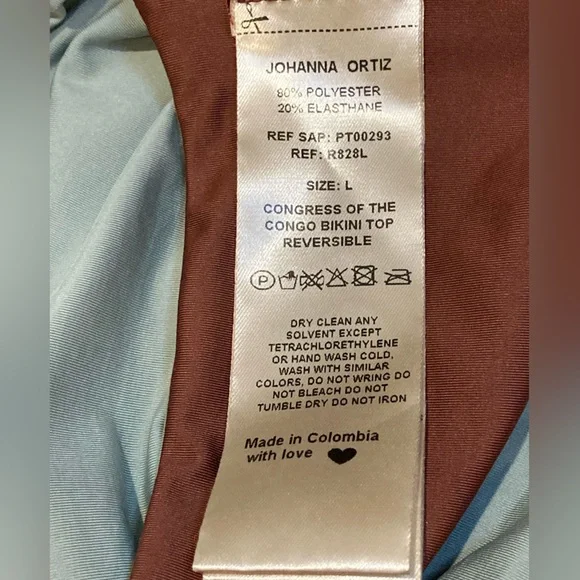 JOHANNA ORTIZ
80% POLYESTER
20% ELASTHANE
REF SAP: PT00293
REF: R828L
SIZE: L
CONGRESS OF THE
CONGO BIKINI TOP
REVERSIBLE
P
DRY CLEAN ANY
SOLVENT EXCEPT
TETRACHLORETHYLENE
OR HAND WASH COLD,
WASH WITH SIMILAR
COLORS, DO NOT WRING DO
NOT BLEACH DO NOT
TUMBLE DRY DO NOT IRON
Made in Colombia
with love